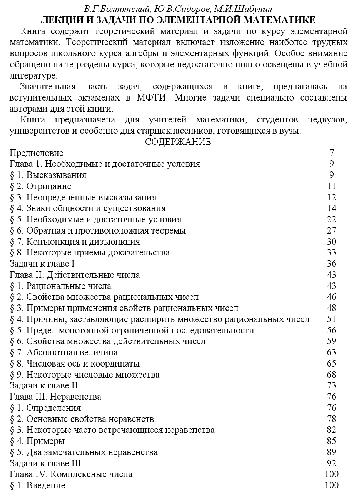 В.Г.Болтянский, Ю.В.Сидоров, М.И.Шабунин
ЛЕКЦИИ И ЗАДАЧИ ПО ЭЛЕМЕНТАРНОЙ МАТЕМАТИКЕ
Книга содержит теоретический материал и задачи по курсу элементарной
математики. Теоретический материал включает изложение наиболее трудных
вопросов школьного курса алгебры и элементарных функций. Особое внимание
обращено на те разделы курса, которые недостаточно полно освещены в учебной
литературе.
Значительная часть задач, содержащихся в книге, предлагалась на
вступительных экзаменах в МФТИ. Многие задачи специально составлены
авторами для этой книги.
Книга предназначена для учителей математики, студентов педвузов,
университетов и особенно для старшеклассников, готовящихся в вузы.
СОДЕРЖАНИЕ
Предисловие 7
Глава I. Необходимые и достаточные условия 9
§ 1. Высказывания 9
§ 2. Отрицание 11
§ 3. Неопределенные высказывания 12
§ 4. Знаки общности и существования 14
§ 5. Необходимые и достаточные условия 22
§ 6. Обратная и противоположная теоремы 27
§ 7. Конъюнкция и дизъюнкция 30
§ 8. Некоторые приемы доказательства 33
Задачи к главе I 36
Глава II. Действительные числа 43
§ 1. Рациональные числа 43
§ 2. Свойства множества рациональных чисел 46
§ 3. Примеры применения свойств рациональных чисел 48
§ 4. Причины, заставляющие расширить множество рациональных чисел 51
§ 5. Предел монотонной ограниченной последовательности 56
§ 6. Свойства множества действительных чисел 59
§ 7. Абсолютная величина 63
§ 8. Числовая ось и координаты 65
§ 9. Некоторые числовые множества 68
Задачи к главе II 73
Глава III. Неравенства 76
§ 1. Определения 76
§ 2. Основные свойства неравенств 78
§ 3. Некоторые часто встречающиеся неравенства 82
§ 4. Примеры 85
§ 5. Два замечательных неравенства 89
Задачи к главе III 92
Глава IV. Комплексные числа 100
§ 1. Введение 100